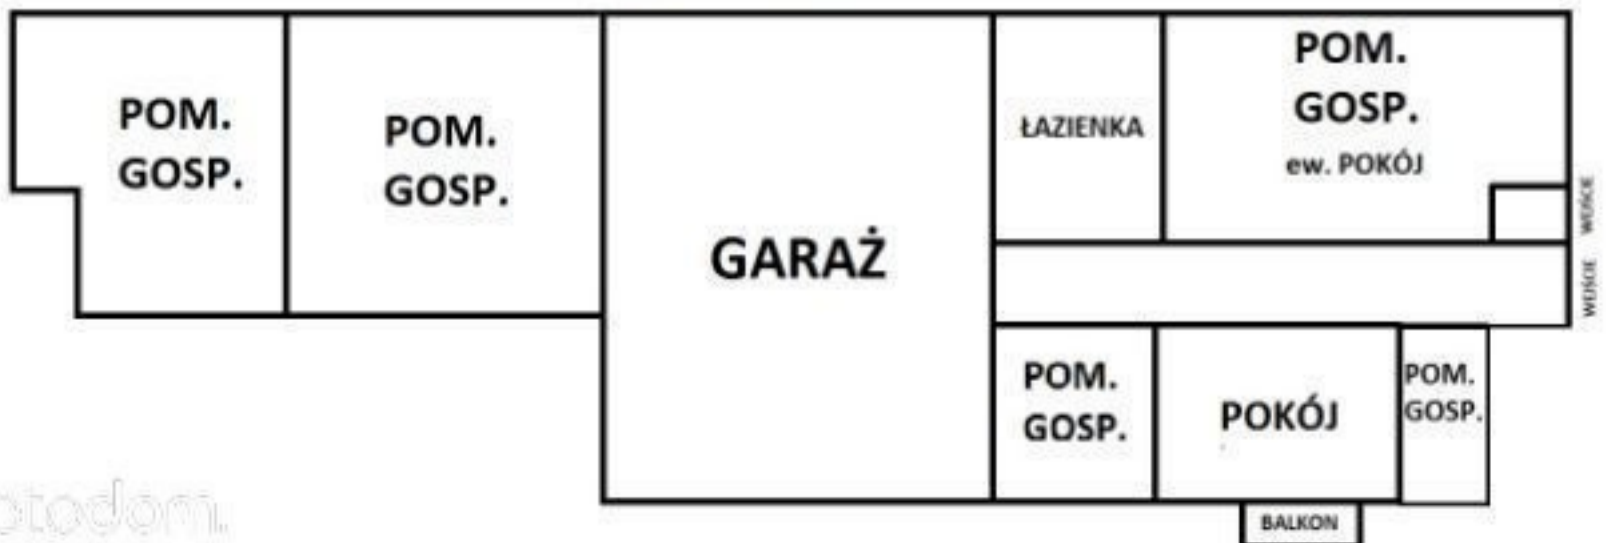 POM.
GOSP.
POM.
GOSP.
GARAŻ
ŁAZIENKA
POM.
GOSP.
ew. POKÓJ
WEJŚCIE
WEJŚCIE
POM.
GOSP.
POKÓJ
POM.
GOSP.
BALKON
otodom